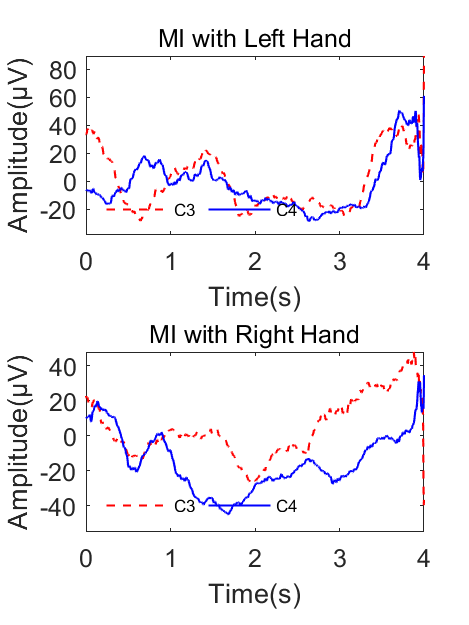 MI with Left Hand
Amplitude(μV)
80
60
40
20
0
-20
C3 C4
0 1 2 3 4
Time(s)
MI with Right Hand
Amplitude(μV)
40
20
0
-20
-40
C3 C4
0 1 2 3 4
Time(s)